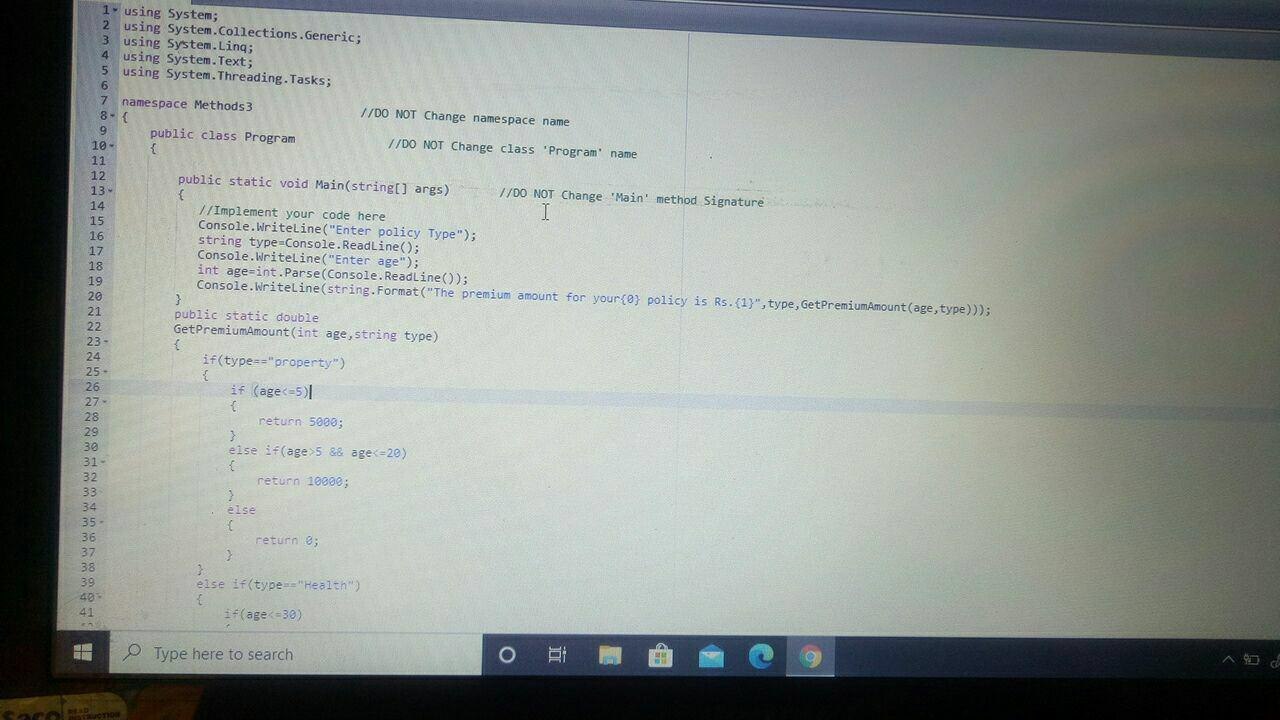 1 using System;
2 using System.Collections.Generic;
3 using System.Linq;
4 using System.Text;
5 using System.Threading.Tasks;
6
7 namespace Methods3 //DO NOT Change namespace name
8 {
9 public class Program //DO NOT Change class 'Program' name
10 {
11
12 public static void Main(string[] args) //DO NOT Change 'Main' method Signature
13 {
14 //Implement your code here
15 Console.WriteLine("Enter policy Type");
16 string type=Console.ReadLine();
17 Console.WriteLine("Enter age");
18 int age=int.Parse(Console.ReadLine());
19 Console.WriteLine(string.Format("The premium amount for your{0} policy is Rs.{1}",type,GetPremiumAmount(age,type)));
20 }
21 public static double
22 GetPremiumAmount(int age,string type)
23 {
24 if(type=="property")
25 {
26 if (age<=5)
27 {
28 return 5000;
29 }
30 else if(age>5 && age<=20)
31 {
32 return 10000;
33 }
34 else
35 {
36 return 0;
37 }
38 }
39 else if(type=="Health")
40 {
41 if(age<=30)
Type here to search
Saco
READ